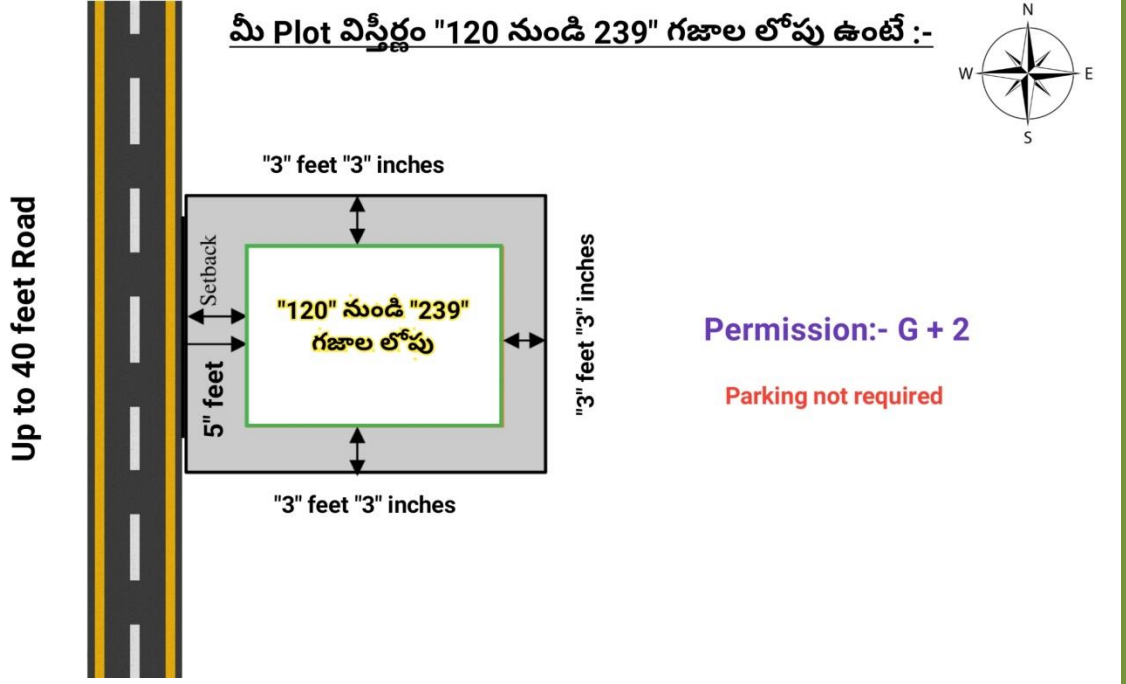 మీ Plot విస్తీర్ణం "120 నుండి 239" గజాల లోపు ఉంటే :-
N
W E
S
"3" feet "3" inches
Up to 40 feet Road
Setback
5" feet
"120" నుండి "239"
గజాల లోపు
"3" feet "3" inches
"3" feet "3" inches
Permission:- G + 2
Parking not required